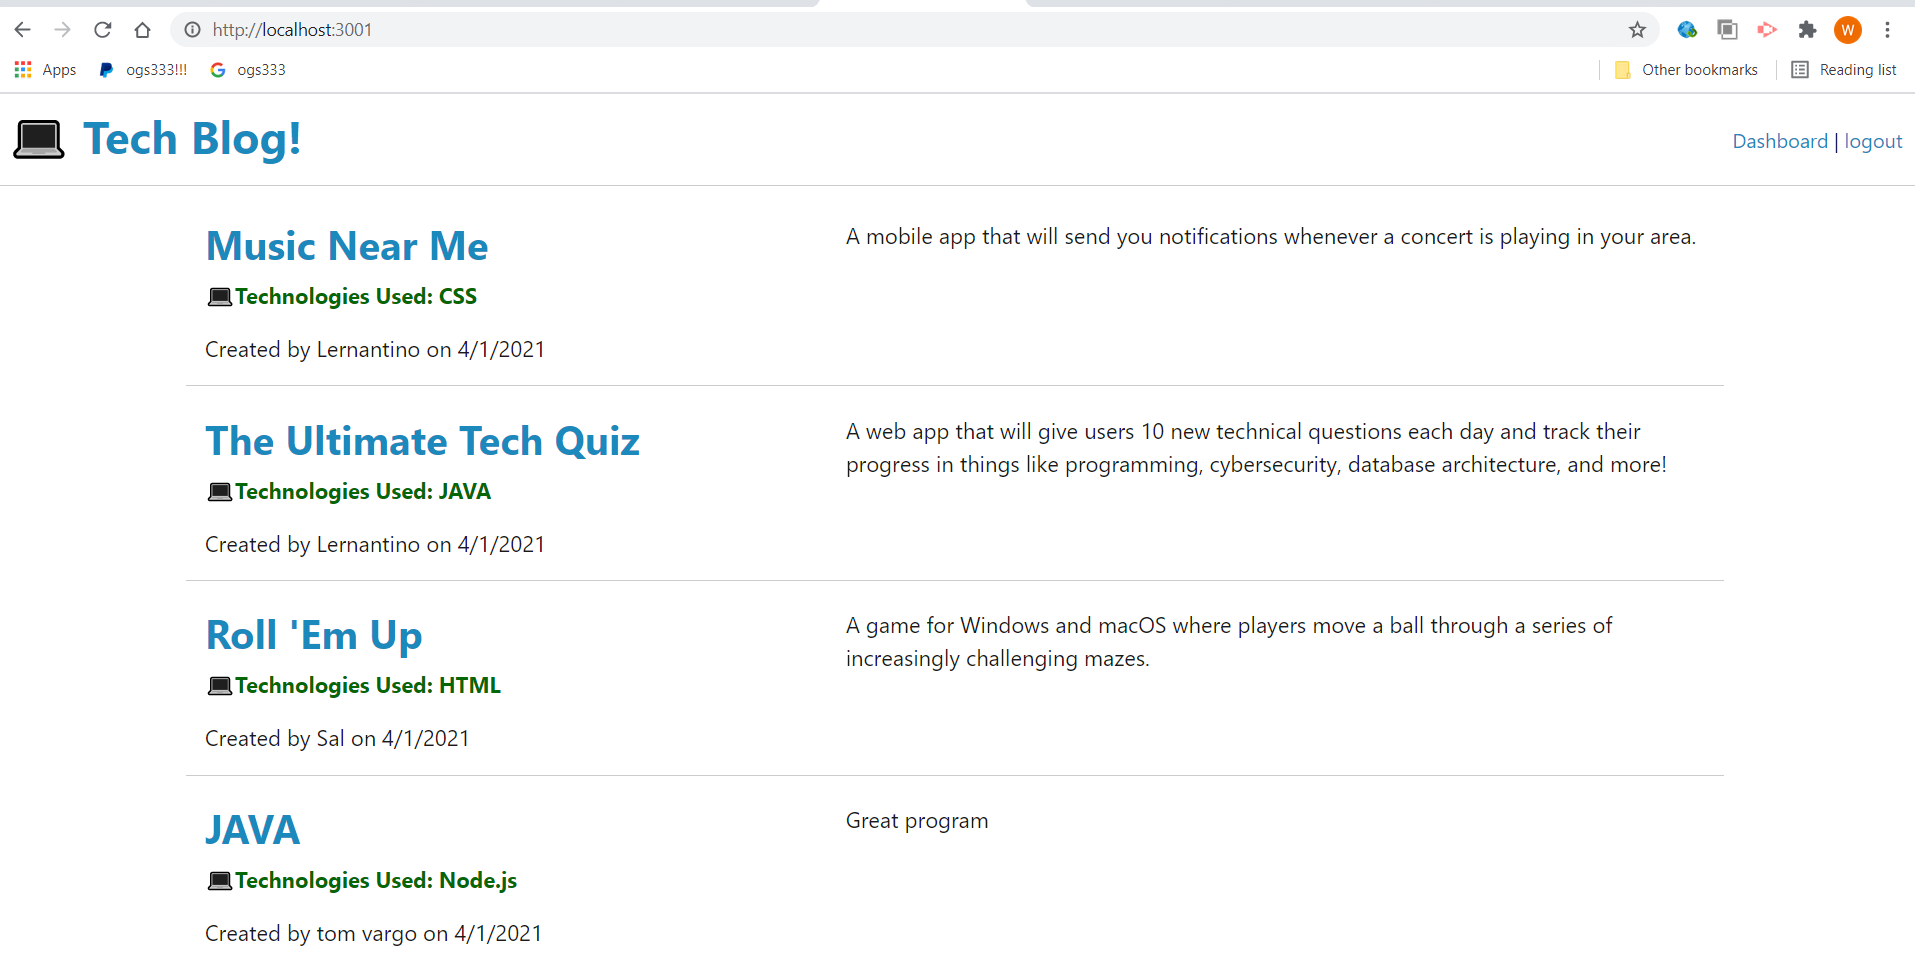 http://localhost:3001
W
Apps ogs333!!! ogs333 Other bookmarks Reading list
Tech Blog! Dashboard | logout
Music Near Me
Technologies Used: CSS
Created by Lernantino on 4/1/2021
A mobile app that will send you notifications whenever a concert is playing in your area.
The Ultimate Tech Quiz
Technologies Used: JAVA
Created by Lernantino on 4/1/2021
A web app that will give users 10 new technical questions each day and track their
progress in things like programming, cybersecurity, database architecture, and more!
Roll 'Em Up
Technologies Used: HTML
Created by Sal on 4/1/2021
A game for Windows and macOS where players move a ball through a series of
increasingly challenging mazes.
JAVA
Technologies Used: Node.js
Created by tom vargo on 4/1/2021
Great program